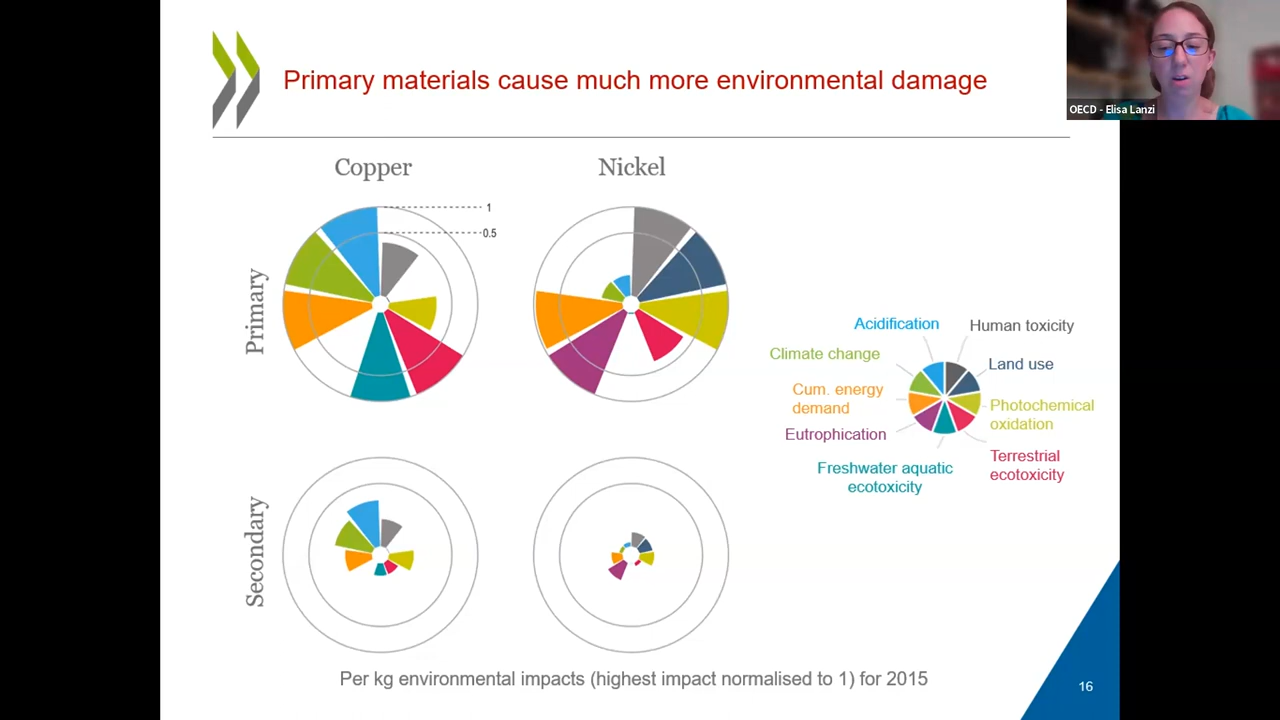 Primary materials cause much more environmental damage
OECD - Elisa Lanzi
Copper
Nickel
1
0.5
Primary
Secondary
Acidification
Human toxicity
Climate change
Land use
Cum. energy
demand
Photochemical
oxidation
Eutrophication
Terrestrial
ecotoxicity
Freshwater aquatic
ecotoxicity
Per kg environmental impacts (highest impact normalised to 1) for 2015
16